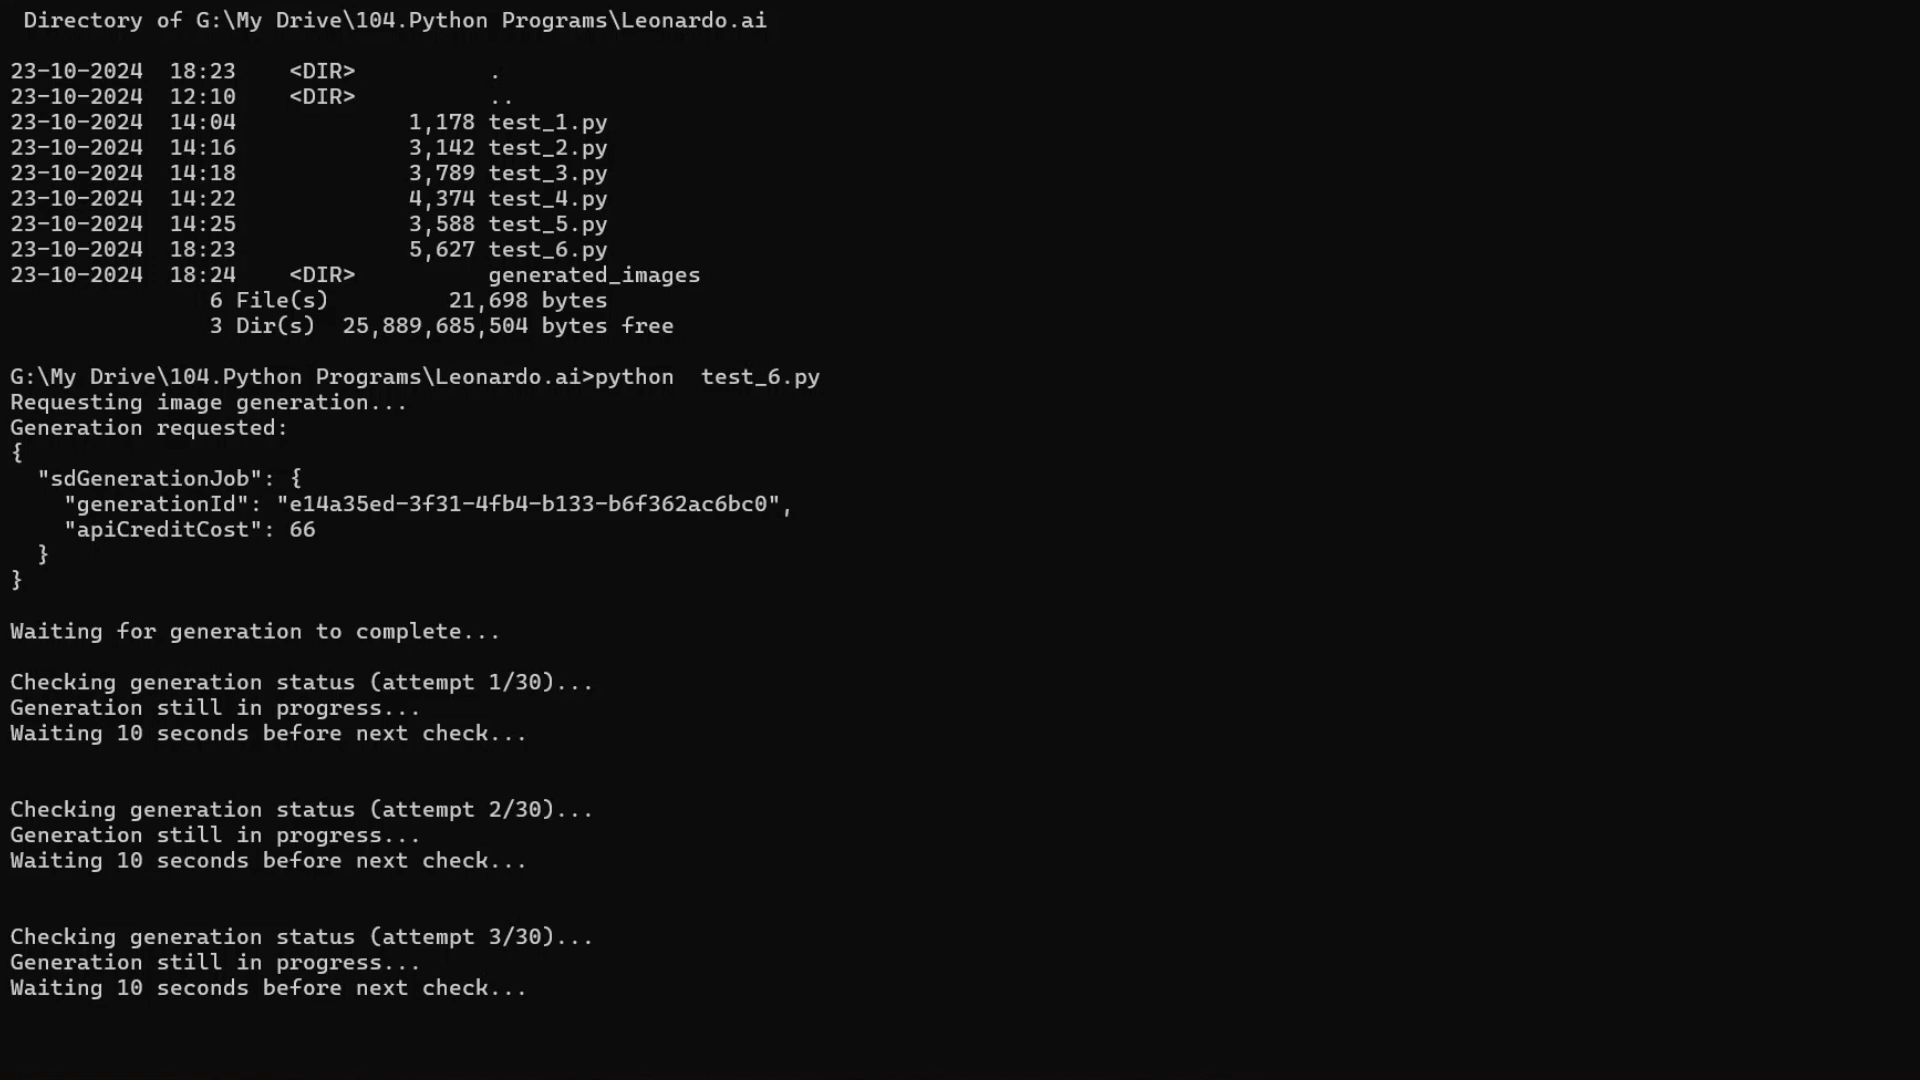 Directory of G:\My Drive\104.Python Programs\Leonardo.ai
23-10-2024  18:23    <DIR>          .
23-10-2024  12:10    <DIR>          ..
23-10-2024  14:04             1,178 test_1.py
23-10-2024  14:16             3,142 test_2.py
23-10-2024  14:18             3,789 test_3.py
23-10-2024  14:22             4,374 test_4.py
23-10-2024  14:25             3,588 test_5.py
23-10-2024  18:23             5,627 test_6.py
23-10-2024  18:24    <DIR>          generated_images
               6 File(s)         21,698 bytes
               3 Dir(s)  25,889,685,504 bytes free
G:\My Drive\104.Python Programs\Leonardo.ai>python  test_6.py
Requesting image generation...
Generation requested:
{
  "sdGenerationJob": {
    "generationId": "e14a35ed-3f31-4fb4-b133-b6f362ac6bc0",
    "apiCreditCost": 66
  }
}
Waiting for generation to complete...
Checking generation status (attempt 1/30)...
Generation still in progress...
Waiting 10 seconds before next check...
Checking generation status (attempt 2/30)...
Generation still in progress...
Waiting 10 seconds before next check...
Checking generation status (attempt 3/30)...
Generation still in progress...
Waiting 10 seconds before next check...